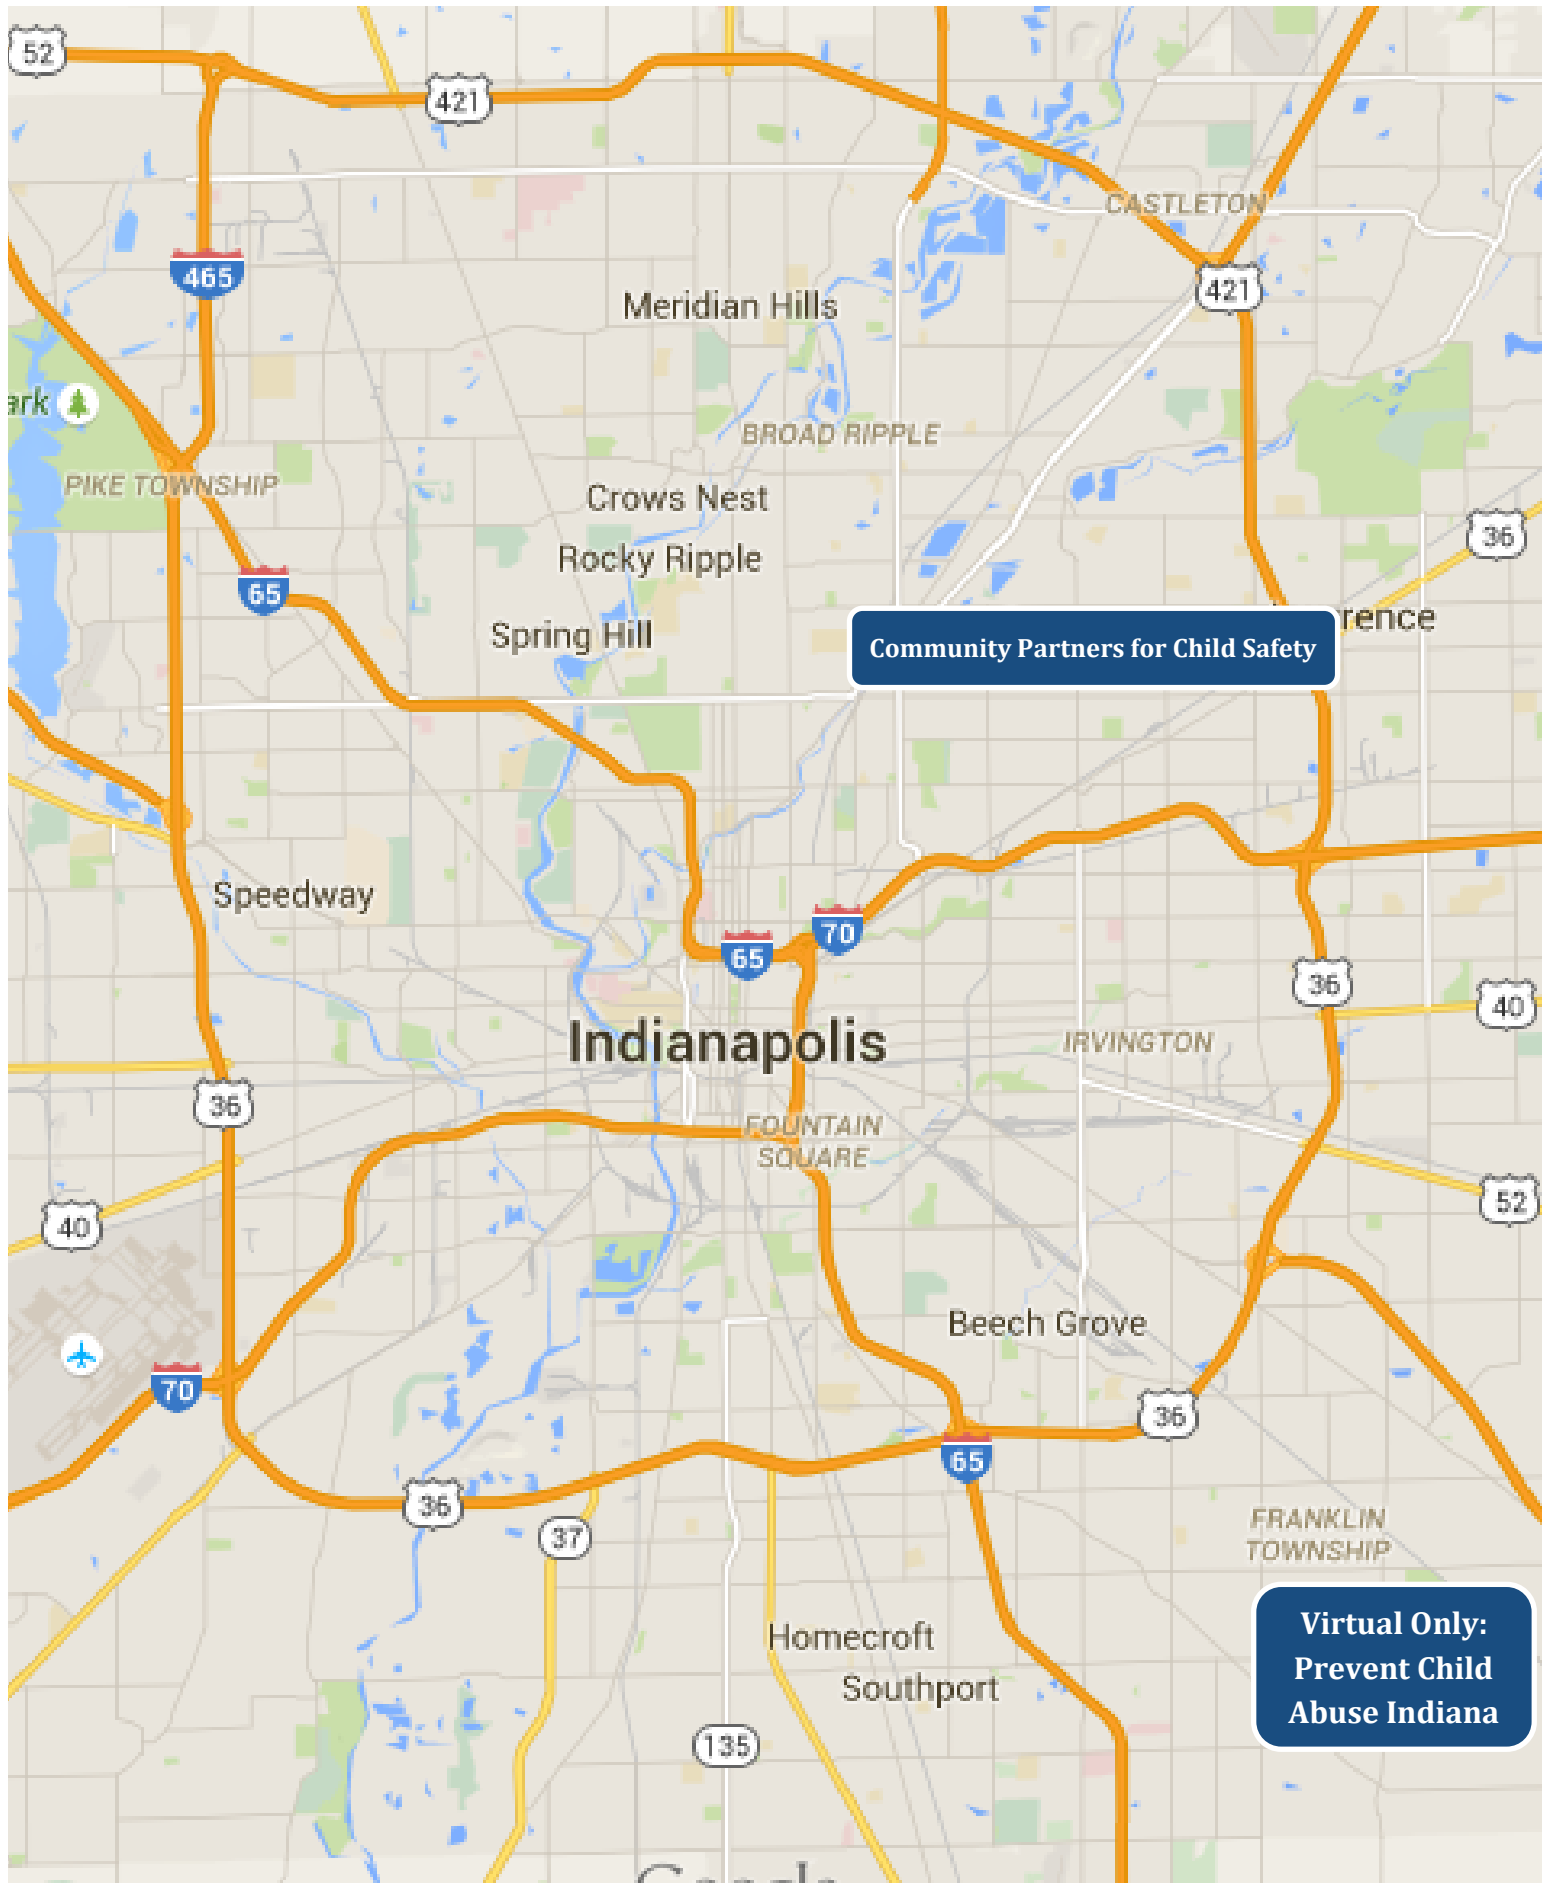 52
421
CASTLETON
465
421
Meridian Hills
ark
BROAD RIPPLE
PIKE TOWNSHIP
Crows Nest
36
Rocky Ripple
65
rence
Spring Hill
Community Partners for Child Safety
Speedway
70
65
36
40
Indianapolis
IRVINGTON
36
FOUNTAIN
SQUARE
52
40
Beech Grove
70
36
65
36
37
FRANKLIN
TOWNSHIP
Virtual Only:
Prevent Child
Abuse Indiana
Homecroft
Southport
135